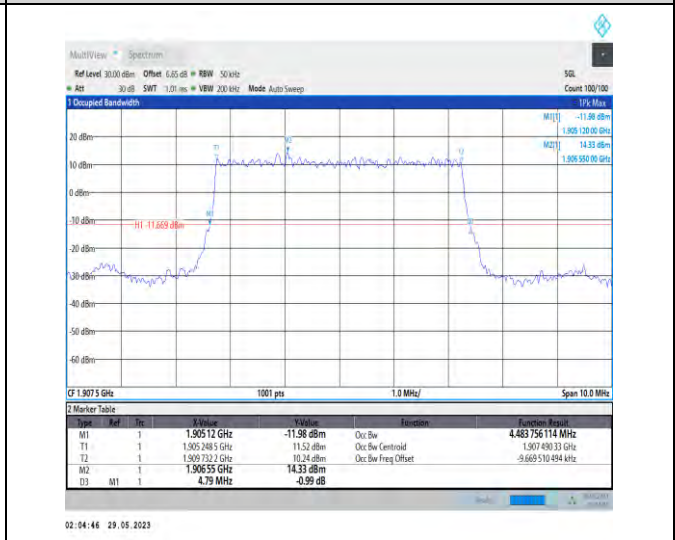 MultiView Spectrum
Ref Level 30.00 dBm Offset 6.65 dB RBW 50 kHz SGL
Att 30 dB SWT 1.01 ms VBW 200 kHz Mode Auto Sweep Count 100/100
1 Occupied Bandwidth 1Pk Max
M1[1] -11.98 dBm
1.905 120 00 GHz
M2[1] 14.33 dBm
1.906 550 00 GHz
20 dBm
T1 M2 T2
10 dBm
0 dBm
M1
-10 dBm
H1 -11.669 dBm
-20 dBm
-30 dBm
-40 dBm
-50 dBm
-60 dBm
CF 1.907 5 GHz 1001 pts 1.0 MHz/ Span 10.0 MHz
2 Marker Table
Type Ref Trc X-Value Y-Value Function Function Result
M1 1 1.90512 GHz -11.98 dBm Occ Bw 4.483 756 114 MHz
T1 1 1.905 248 5 GHz 11.52 dBm Occ Bw Centroid 1.907 490 33 GHz
T2 1 1.909 732 2 GHz 10.24 dBm Occ Bw Freq Offset -9.669 510 494 kHz
M2 1 1.90655 GHz 14.33 dBm
D3 M1 1 4.79 MHz -0.99 dB
02:04:46 29.05.2023